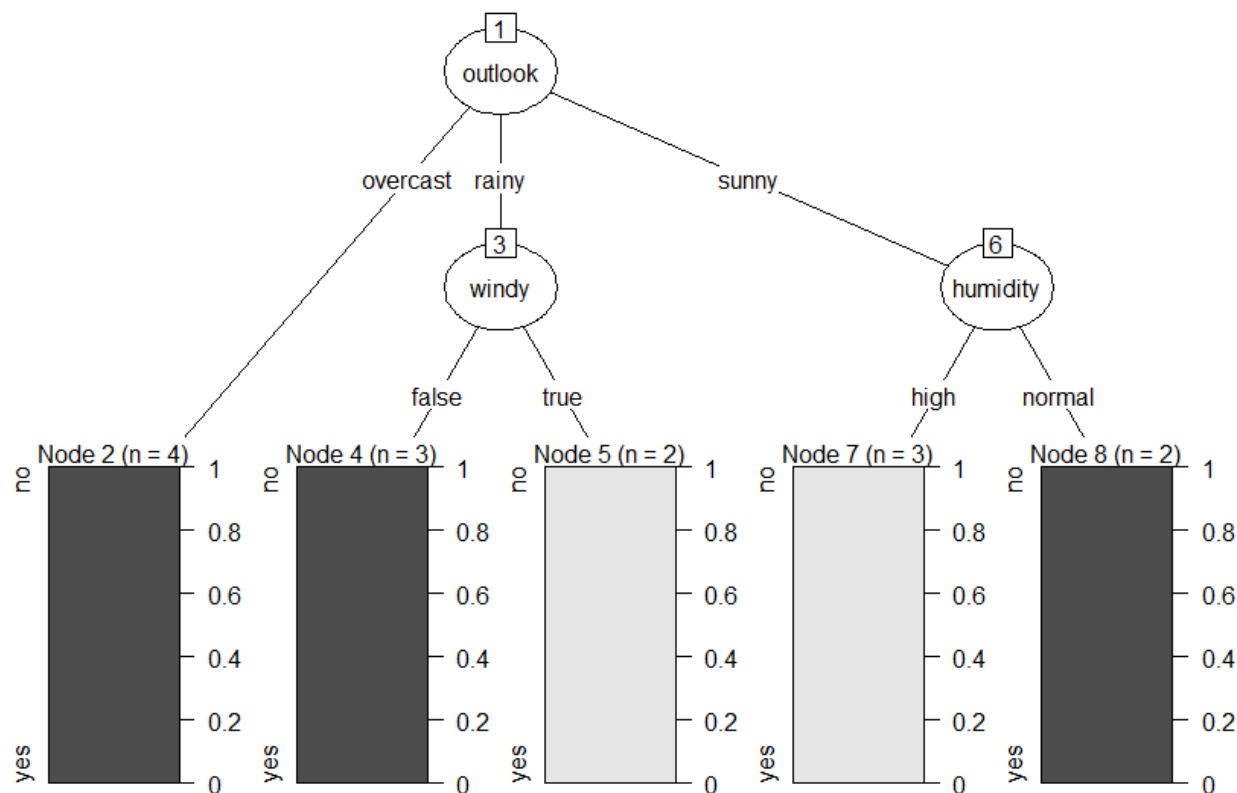 1
outlook
overcast
rainy
sunny
3
windy
6
humidity
false
true
high
normal
Node 2 (n = 4)
no
yes
1
0.8
0.6
0.4
0.2
0
Node 4 (n = 3)
no
yes
1
0.8
0.6
0.4
0.2
0
Node 5 (n = 2)
no
yes
1
0.8
0.6
0.4
0.2
0
Node 7 (n = 3)
no
yes
1
0.8
0.6
0.4
0.2
0
Node 8 (n = 2)
no
yes
1
0.8
0.6
0.4
0.2
0